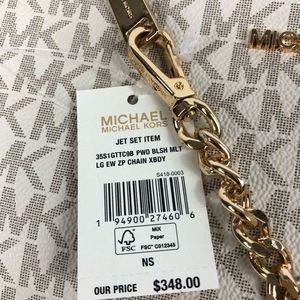 MICHAEL
MICHAEL KORS
JET SET ITEM
35S1GTTC9B PWD BLSH MLT
LG EW ZP CHAIN XBDY
S418-0003
1 94900 27460 6
FSC
MIX
Paper
FSC® C012345
NS
OUR PRICE $348.00